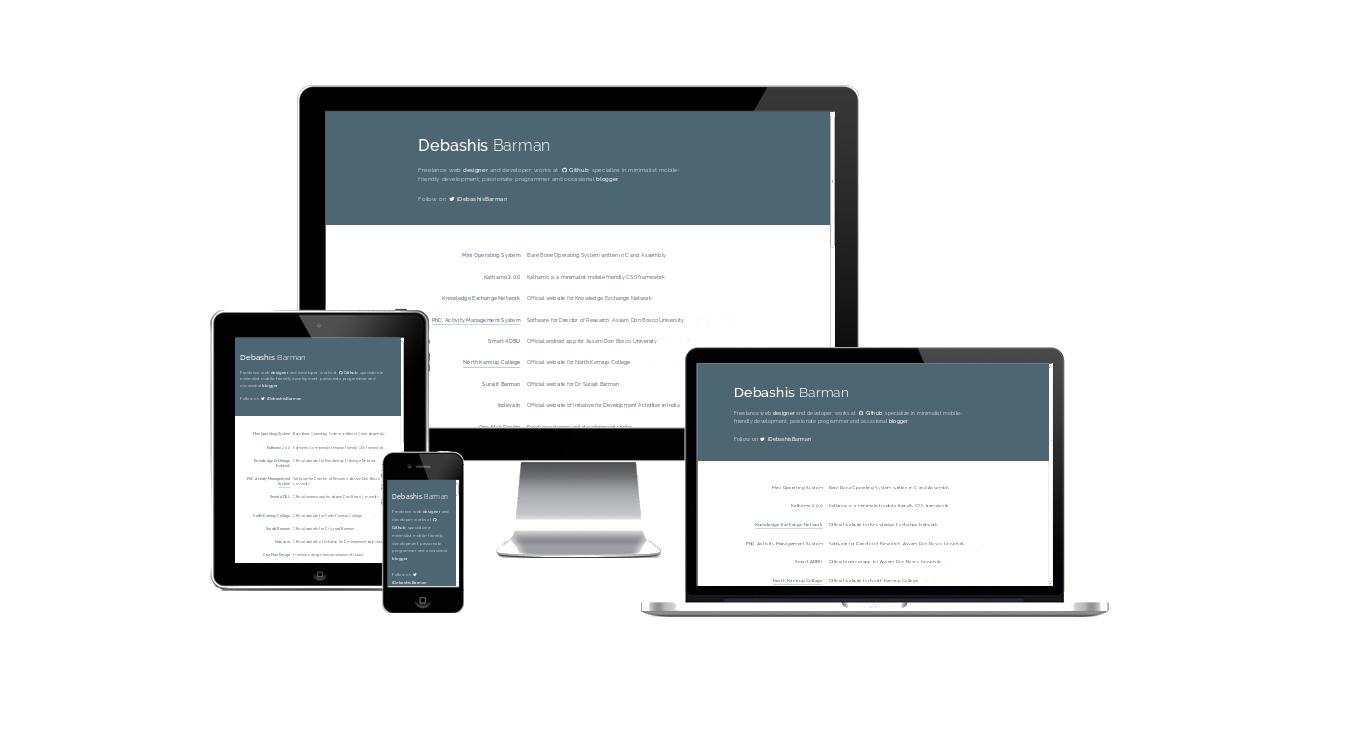 Debashis Barman
Freelance web designer and developer; works at Github; specialize in minimalist mobile-
friendly development; passionate programmer and occasional blogger
Follow on iDebashisBarman
Mini Operating System Bare Bone Operating System written in C and Assembly
Kathamo 2.0.0 Kathamo is a minimalist mobile friendly CSS framework
Knowledge Exchange Network Official website for Knowledge Exchange Network
PhD. Activity Management System Software for Director of Research, Assam Don Bosco University
Smart ADBU Official android app for Assam Don Bosco University
North Kamrup College Official website for North Kamrup College
Surajit Barman Official website for Dr Surajit Barman
Indeva.in Official website of Initiative for Development Activities in India
Debashis Barman
Freelance web designer and developer; works at Github; specialize in
minimalist mobile-friendly development; passionate programmer and
occasional blogger
Follow on iDebashisBarman
Mini Operating System Bare Bone Operating System written in C and Assembly
Kathamo 2.0.0 Kathamo is a minimalist mobile friendly CSS framework
Knowledge Exchange Official website for Knowledge Exchange Network
Network
PhD. Activity Management Software for Director of Research, Assam Don Bosco
System University
Smart ADBU Official android app for Assam Don Bosco University
North Kamrup College Official website for North Kamrup College
Surajit Barman Official website for Dr Surajit Barman
Indeva.in Official website of Initiative for Development Activities
One Man Design
Debashis Barman
Freelance web designer and
developer; works at
Github; specialize in
minimalist mobile-friendly
development; passionate
programmer and occasional
blogger
Follow on
iDebashisBarman
Debashis Barman
Freelance web designer and developer; works at Github; specialize in minimalist mobile-
friendly development; passionate programmer and occasional blogger
Follow on iDebashisBarman
Mini Operating System Bare Bone Operating System written in C and Assembly
Kathamo 2.0.0 Kathamo is a minimalist mobile friendly CSS framework
Knowledge Exchange Network Official website for Knowledge Exchange Network
PhD. Activity Management System Software for Director of Research, Assam Don Bosco University
Smart ADBU Official android app for Assam Don Bosco University
North Kamrup College Official website for North Kamrup College